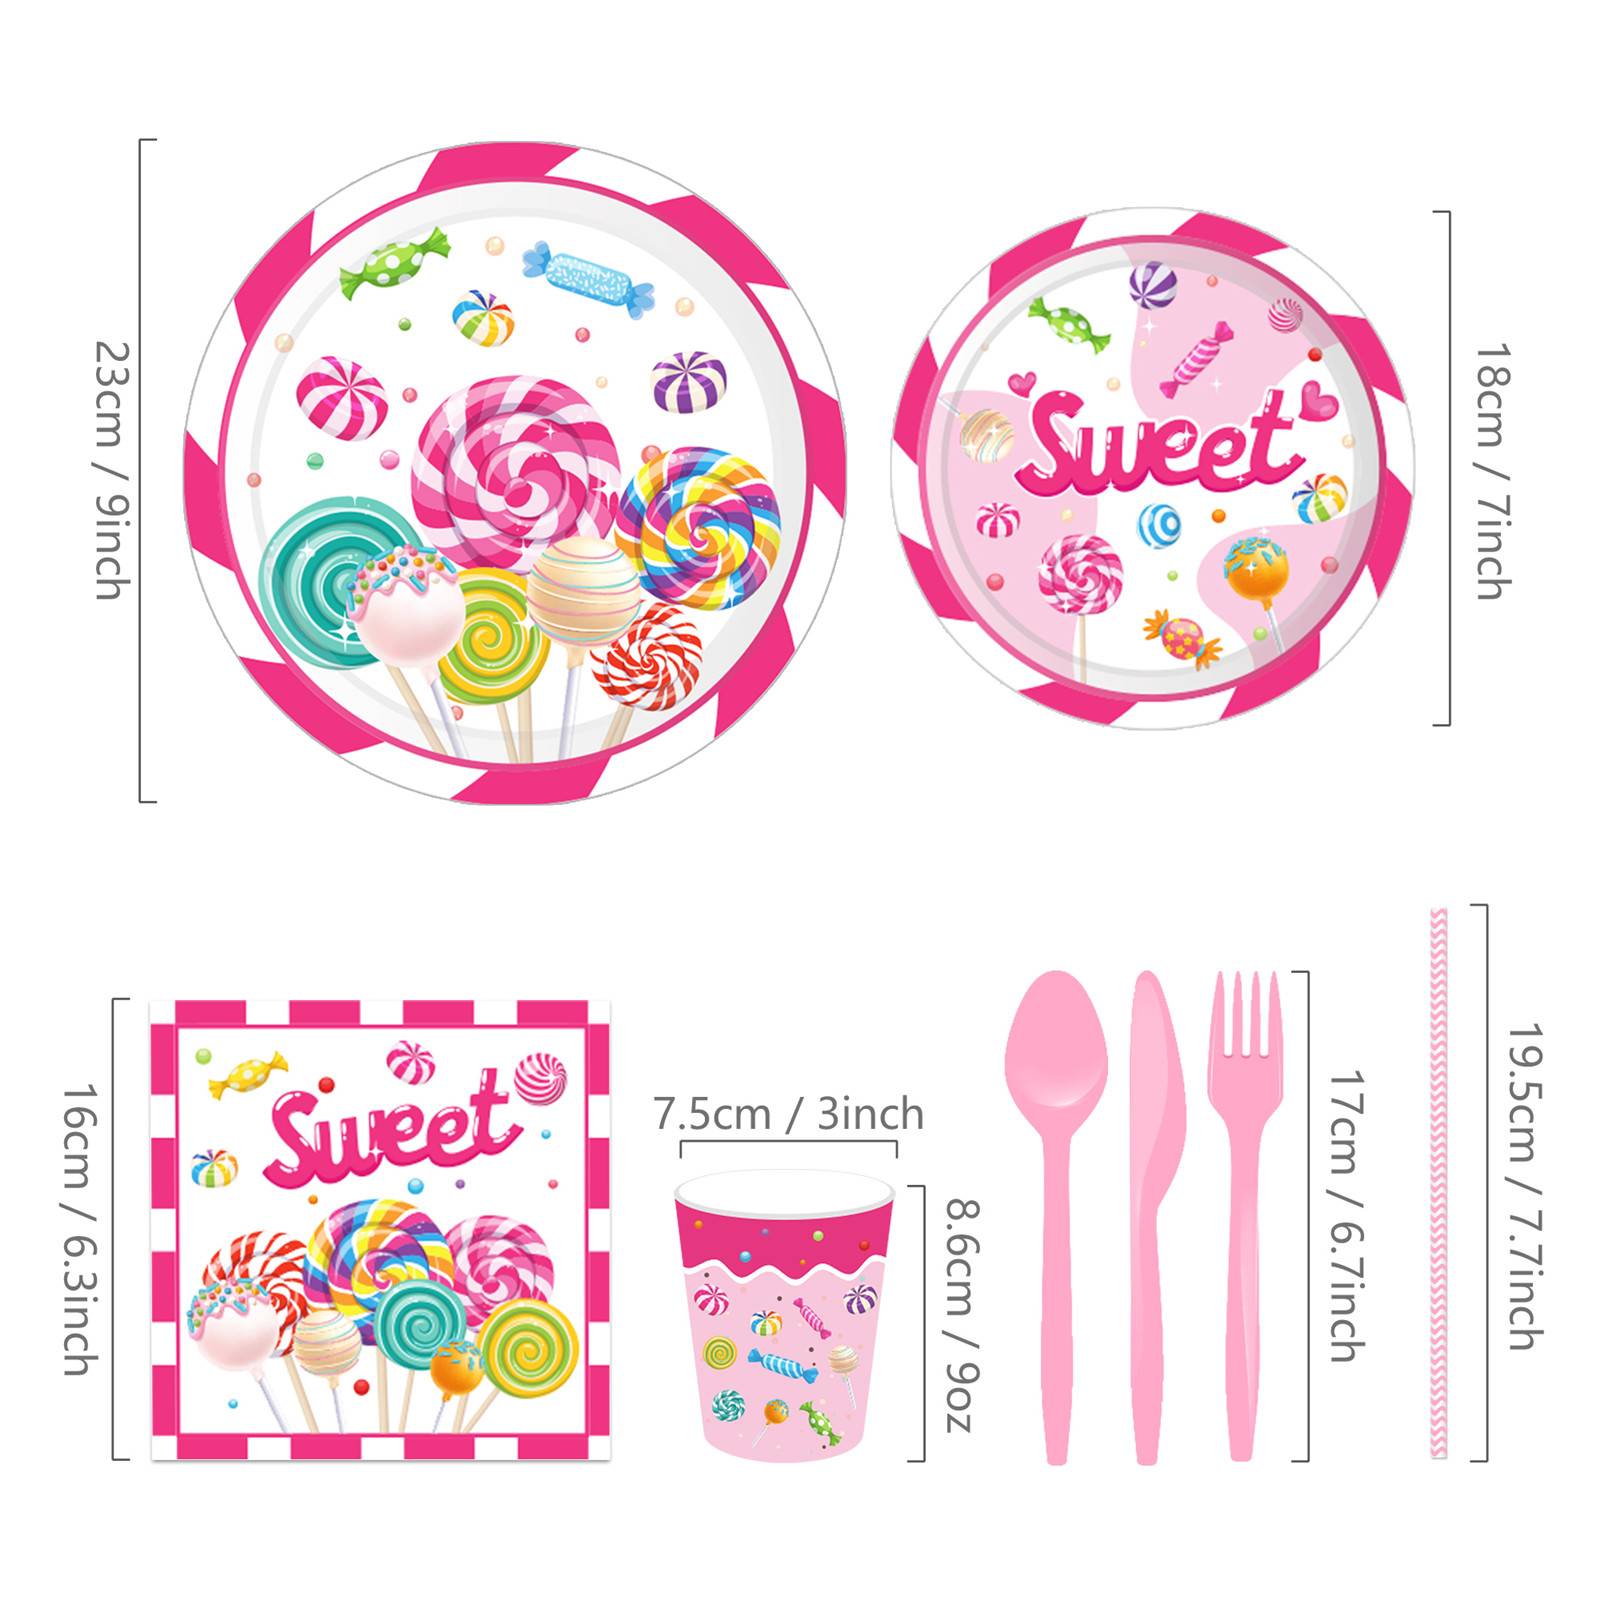 23cm / 9inch
Sweet
18cm / 7inch
16cm / 6.3inch
Sweet
7.5cm / 3inch
8.6cm / 9oz
17cm / 6.7inch
19.5cm / 7.7inch